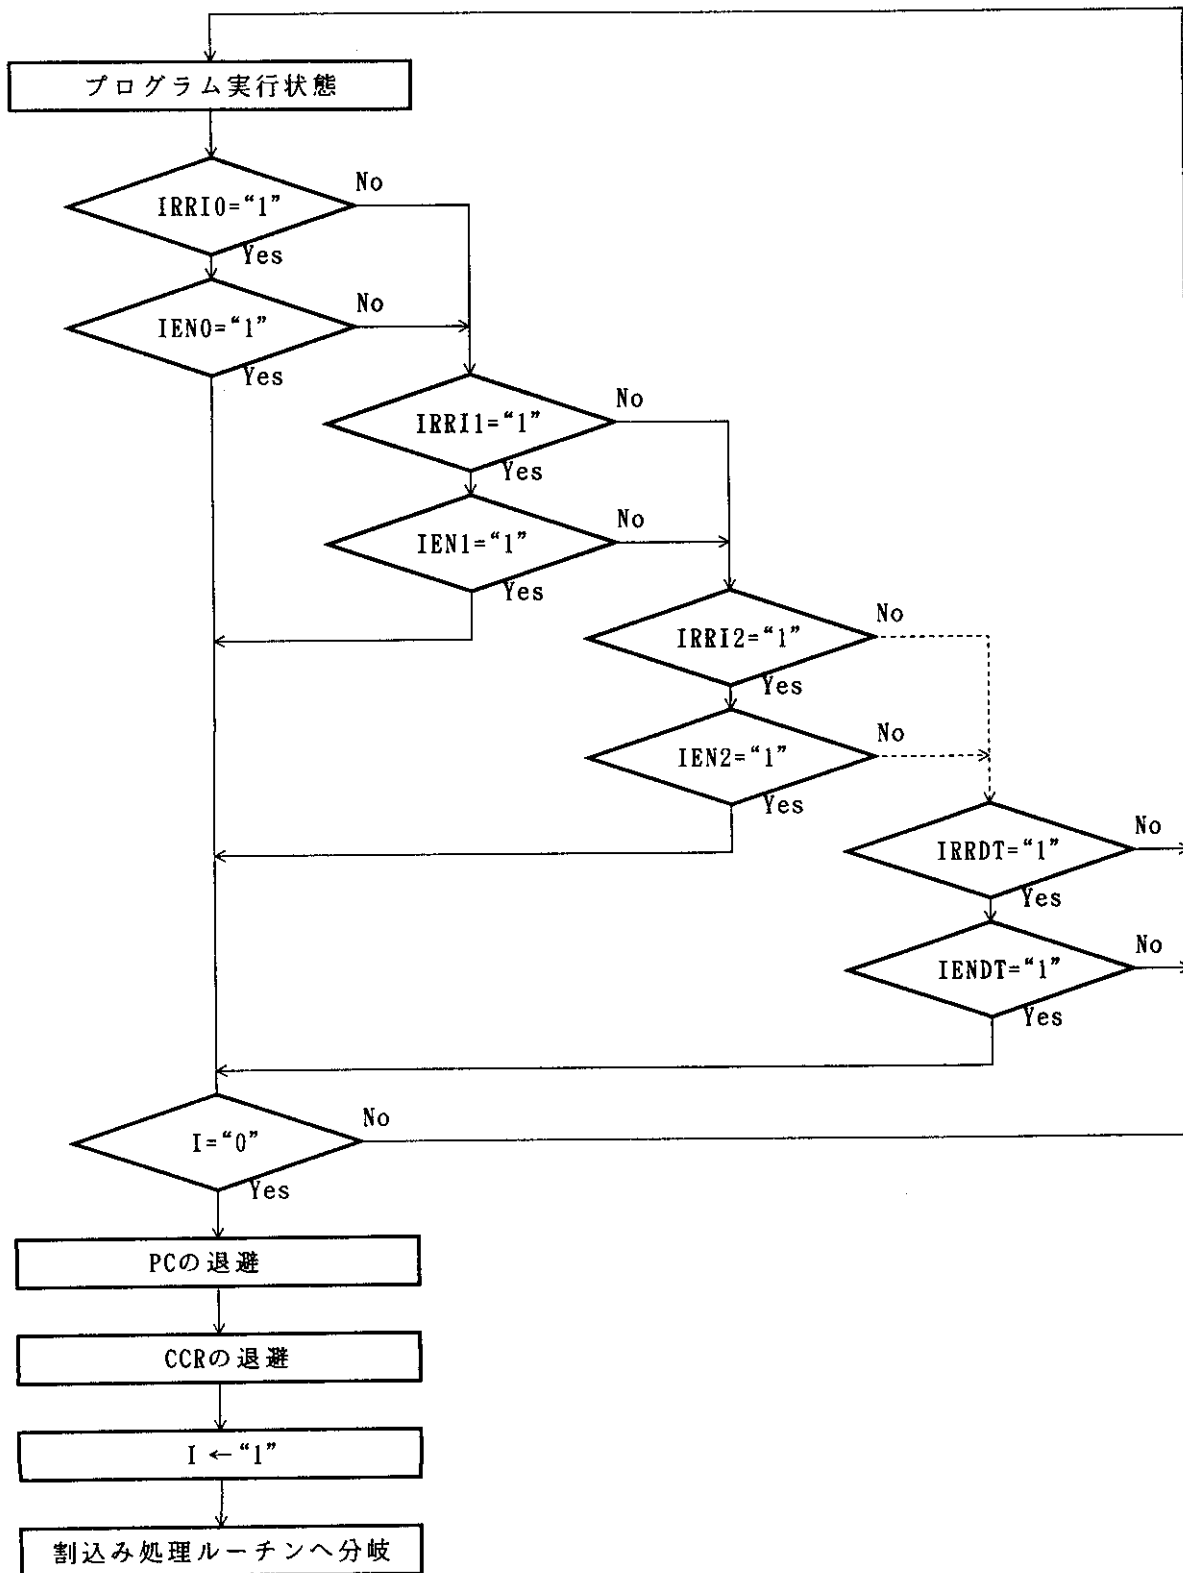 プログラム実行状態
IRRI0=“1”
No
Yes
IEN0=“1”
No
Yes
IRRI1=“1”
No
Yes
IEN1=“1”
No
Yes
IRRI2=“1”
No
Yes
IEN2=“1”
No
Yes
IRRDT=“1”
No
Yes
IENDT=“1”
No
Yes
I=“0”
No
Yes
PCの退避
CCRの退避
I ←“1”
割込み処理ルーチンへ分岐